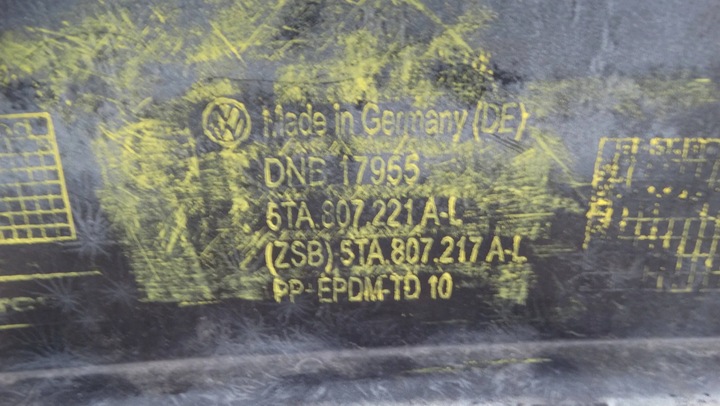 Made in Germany (DE)
DNB 17955
5TA.807.221 A-L
(ZSB) 5TA.807.217 A-L
PP-EPDM-TD 10